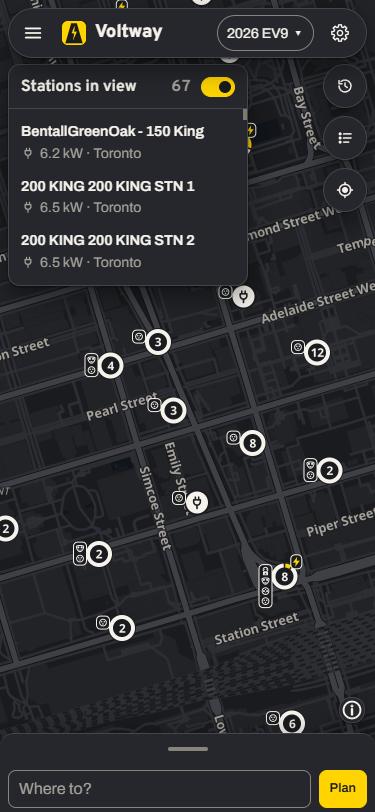 Voltway
2026 EV9
Stations in view
67
BentallGreenOak - 150 King
6.2 kW · Toronto
200 KING 200 KING STN 1
6.5 kW · Toronto
200 KING 200 KING STN 2
6.5 kW · Toronto
Bay Street
mond Street W
Tempe
Adelaide Street We
on Street
3
12
4
Pearl Street
3
8
Emily St
2
Simcoe Street
2
Piper Street
2
8
2
Station Street
6
Where to?
Plan